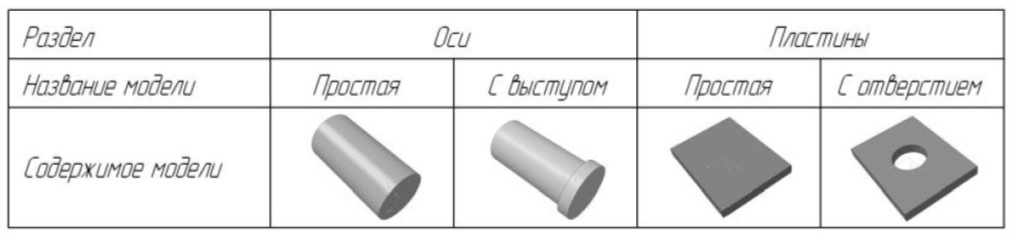 Раздел Оси Пластины
Название модели Простая С выступом Простая С отверстием
Содержимое модели